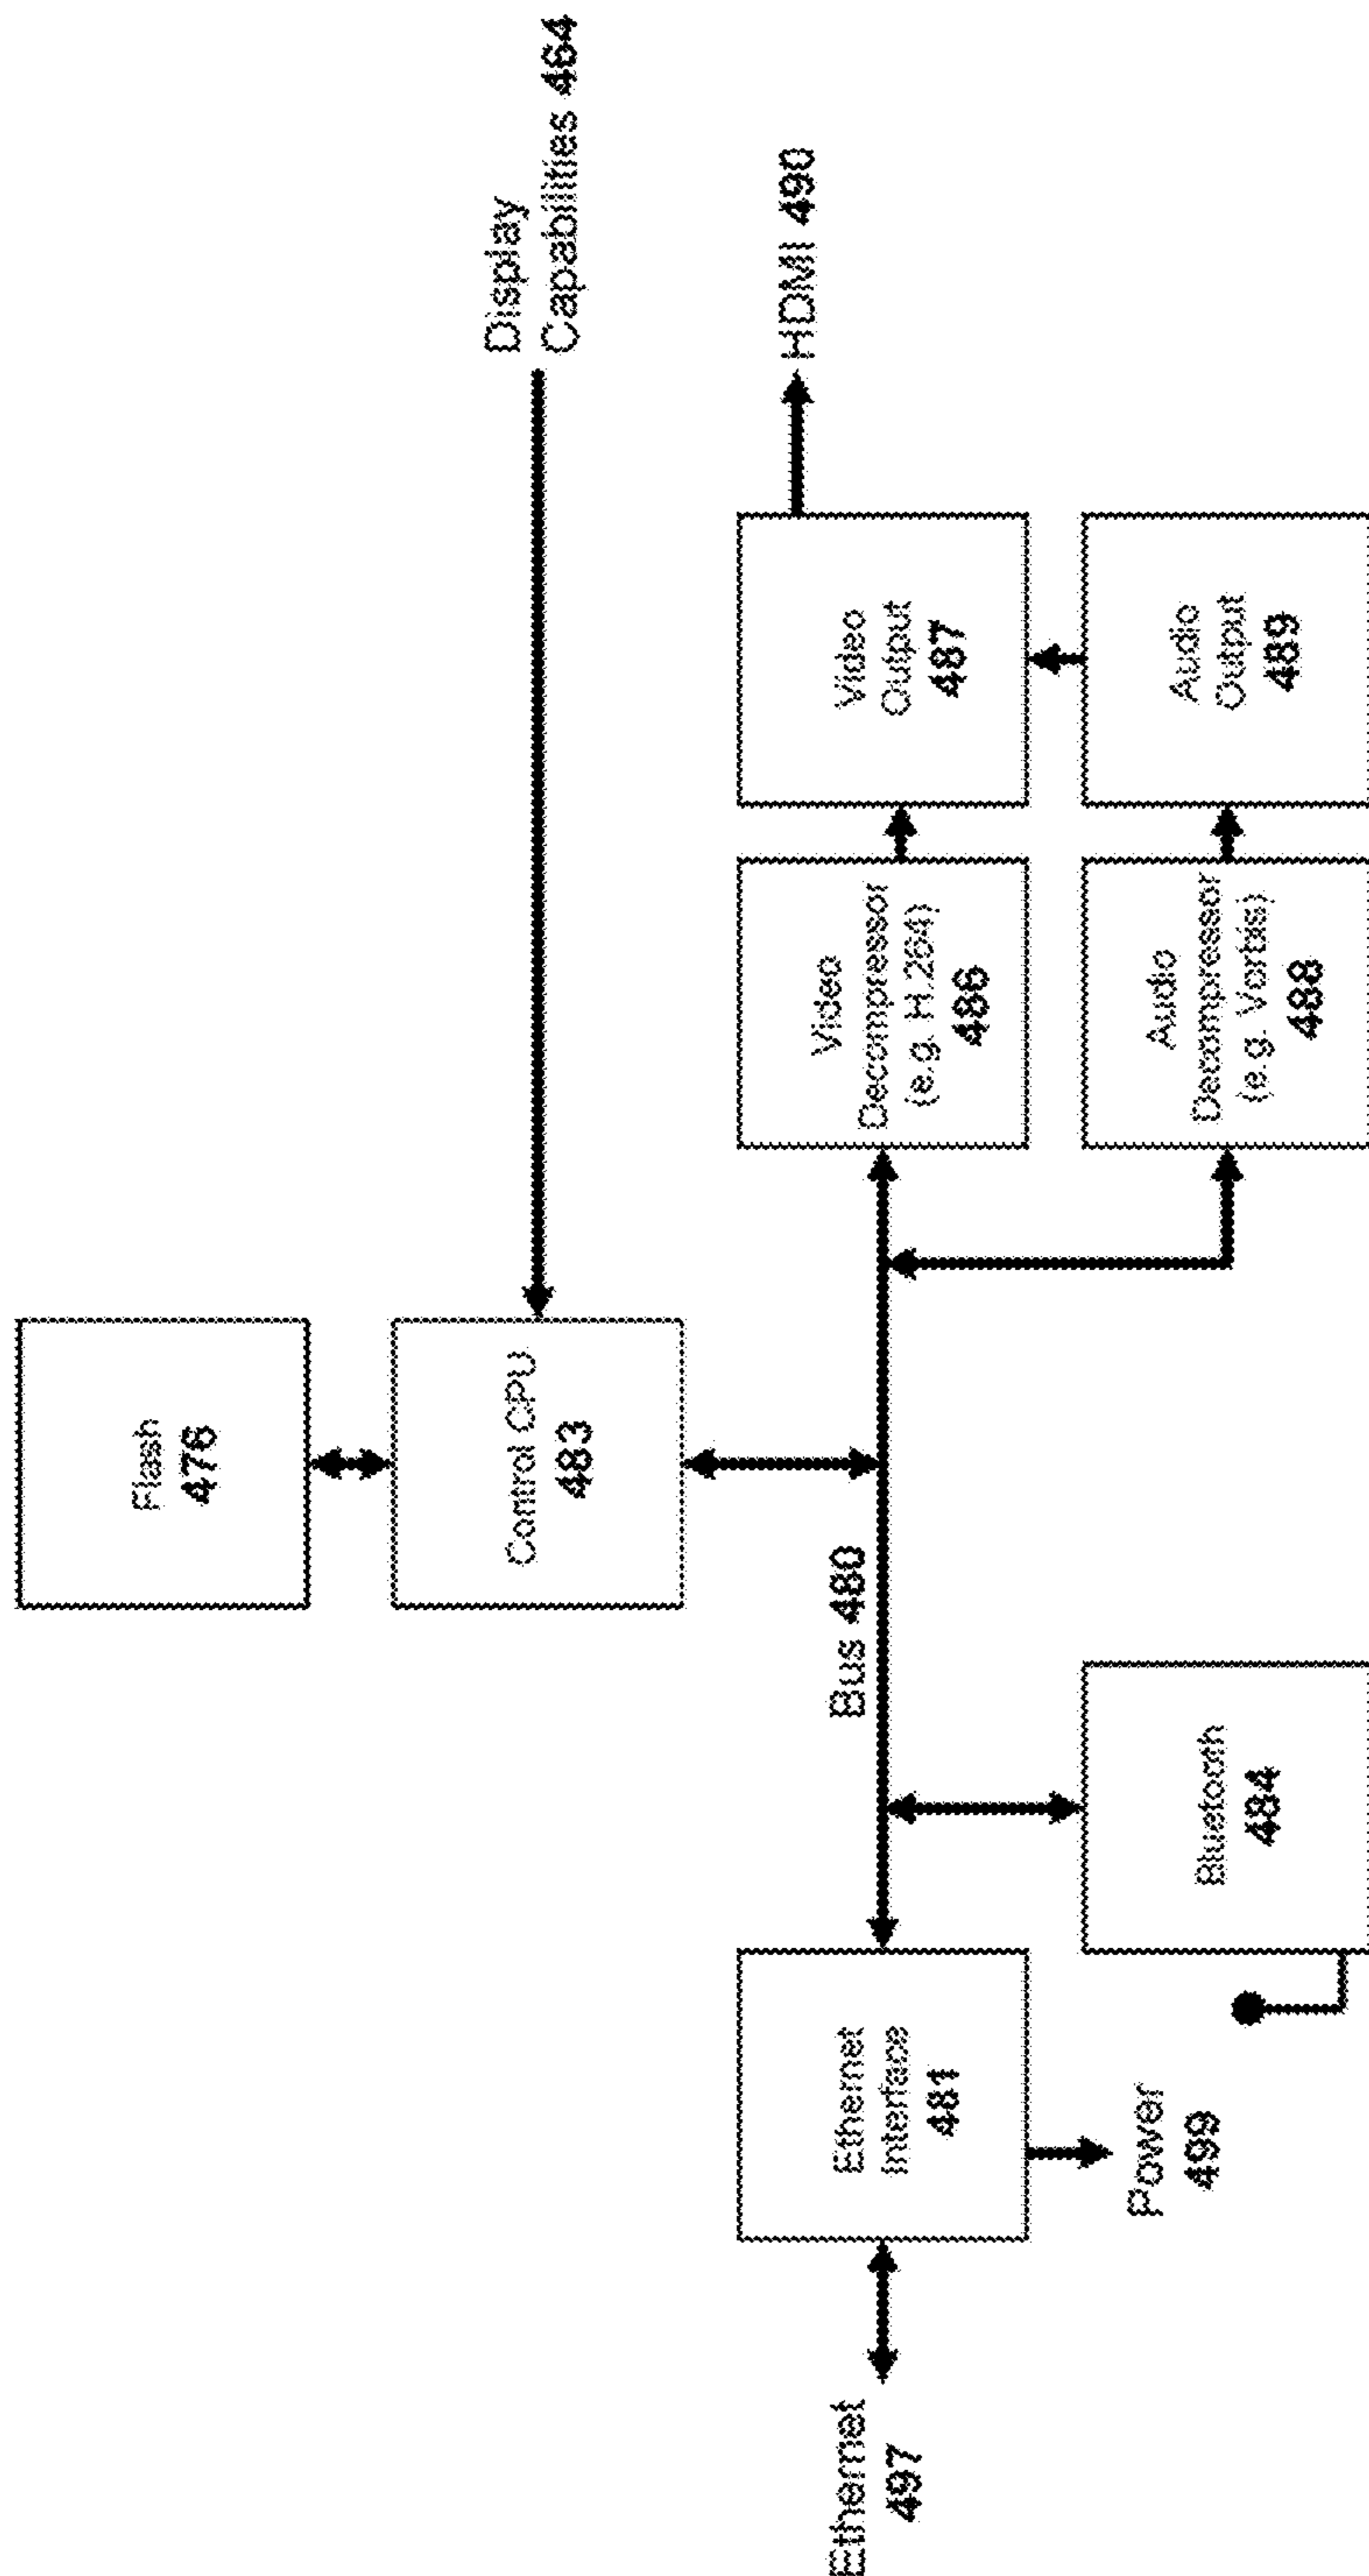 Flash
476
Control CPU
483
Display
Capabilities 464
Bus 480
Ethernet
497
Ethernet
Interface
481
Power
499
Bluetooth
484
Video
Decompressor
(e.g. H.264)
486
Video
Output
487
HDMI 490
Audio
Decompressor
(e.g. Vorbis)
488
Audio
Output
489